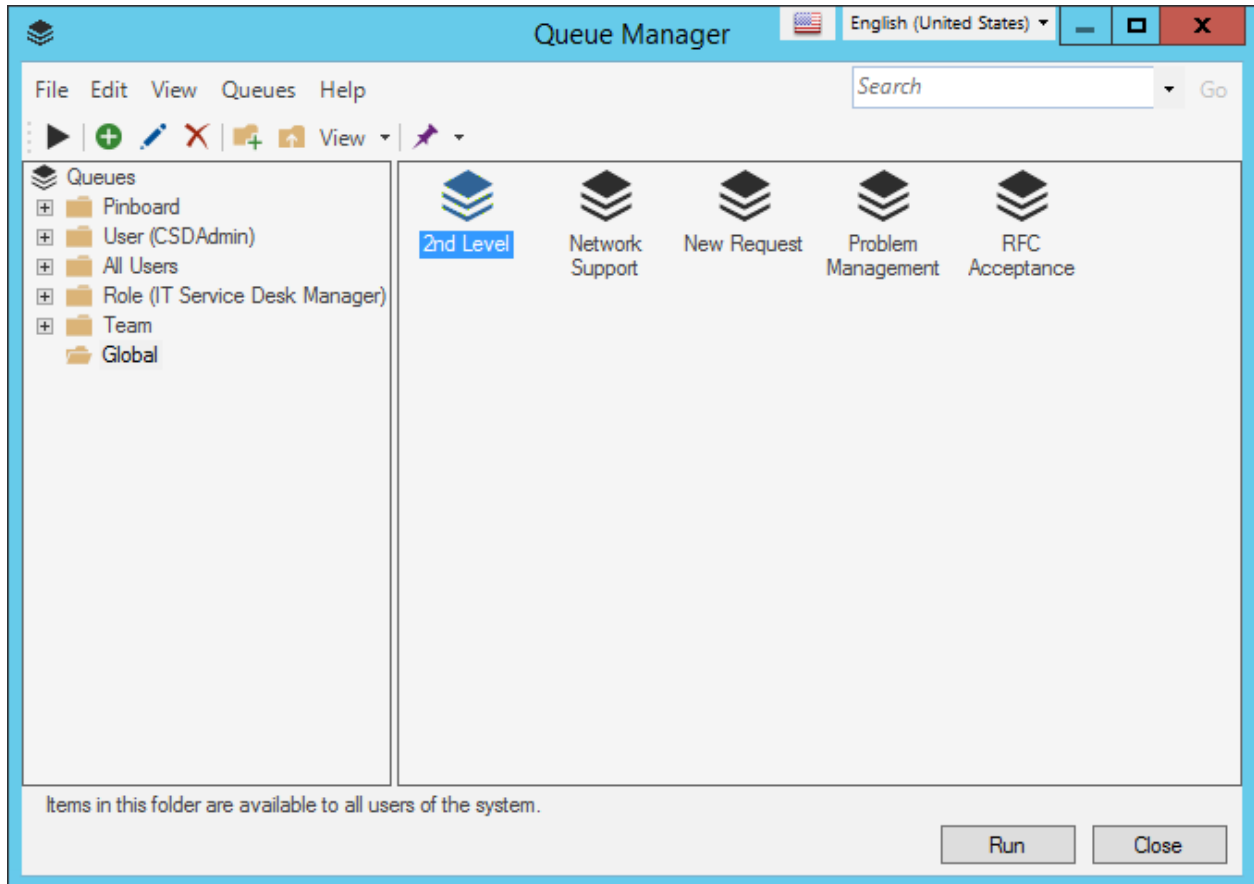 Queue Manager
English (United States)
File Edit View Queues Help
Search
Go
View
Queues
Pinboard
User (CSDAdmin)
All Users
Role (IT Service Desk Manager)
Team
Global
2nd Level
Network
Support
New Request
Problem
Management
RFC
Acceptance
Items in this folder are available to all users of the system.
Run
Close